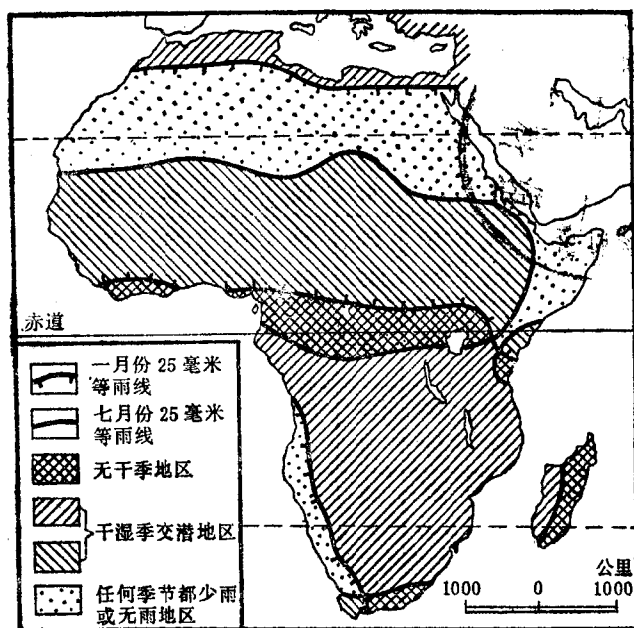 赤道
一月份 25 毫米
等雨线
七月份 25 毫米
等雨线
无干季地区
干湿季交潜地区
任何季节都少雨
或无雨地区
公里
1000 0 1000